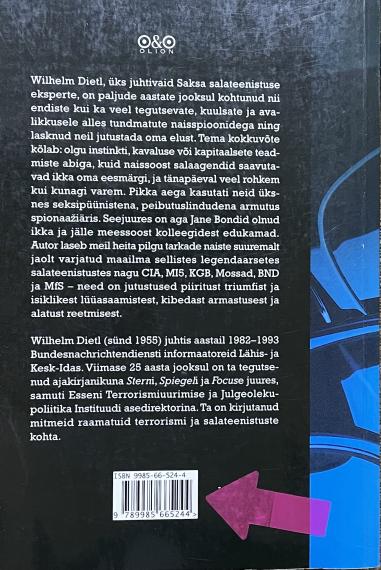 O&O
OLION
Wilhelm Dietl, üks juhtivaid Saksa salateenistuse
eksperte, on paljude aastate jooksul kohtunud nii
endiste kui ka veel tegutsevate, kuulsate ja ava-
likkusele alles tundmatute naisspioonidega ning
lasknud neil jutustada oma elust. Tema kokkuvõte
kõlab: olgu instinkti, kavaluse või kapitaalsete tead-
miste abiga, kuid naissoost salaagendid saavuta-
vad ikka oma eesmärgi, ja tänapäeval veel rohkem
kui kunagi varem. Pikka aega kasutati neid üks-
nes seksipüünistena, peibutuslindudena armutus
spionaažiäris. Seejuures on aga Jane Bondid olnud
ikka ja jälle meessoost kolleegidest edukamad.
Autor laseb meil heita pilgu tarkade naiste suuremalt
jaolt varjatud maailma sellistes legendaarsetes
salateenistustes nagu CIA, MI5, KGB, Mossad, BND
ja MfS – need on jutustused piiritust triumfist ja
isiklikest lüüasaamistest, kibedast armastusest ja
alatust reetmisest.
Wilhelm Dietl (sünd 1955) juhtis aastail 1982–1993
Bundesnachrichtendiensti informaatoreid Lähis- ja
Kesk-Idas. Viimase 25 aasta jooksul on ta tegutse-
nud ajakirjanikuna Sterni, Spiegeli ja Focuse juures,
samuti Esseni Terrorismiuurimise ja Julgeoleku-
poliitika Instituudi asedirektorina. Ta on kirjutanud
mitmeid raamatuid terrorismi ja salateenistuste
kohta.
ISBN 9985-66-524-4
9 789985 665244 >